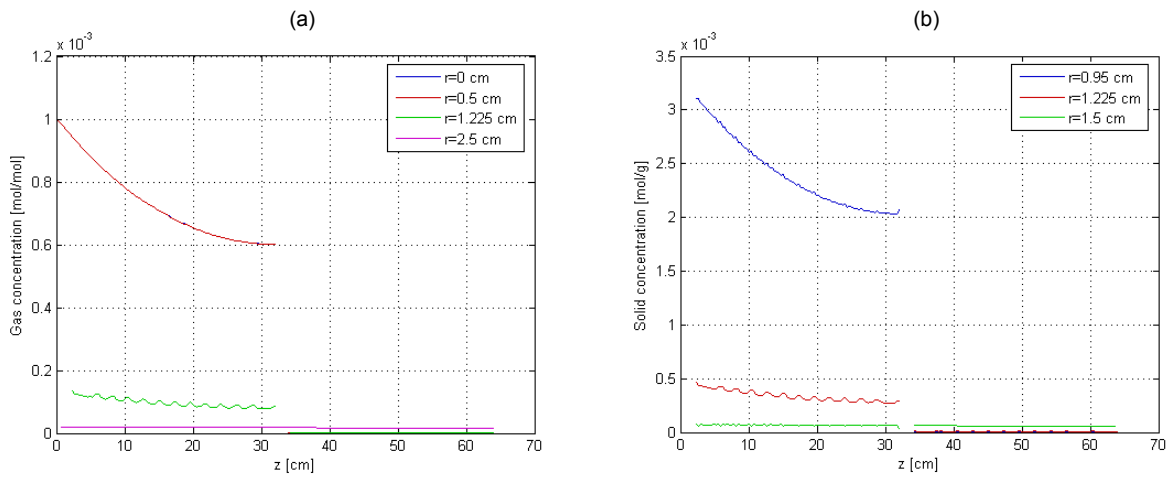 (a)
x 10⁻³
1.2
1
0.8
0.6
0.4
0.2
0
0 10 20 30 40 50 60 70
Gas concentration [mol/mol]
z [cm]
r=0 cm
r=0.5 cm
r=1.225 cm
r=2.5 cm
(b)
x 10⁻³
3.5
3
2.5
2
1.5
1
0.5
0
0 10 20 30 40 50 60 70
Solid concentration [mol/g]
z [cm]
r=0.95 cm
r=1.225 cm
r=1.5 cm